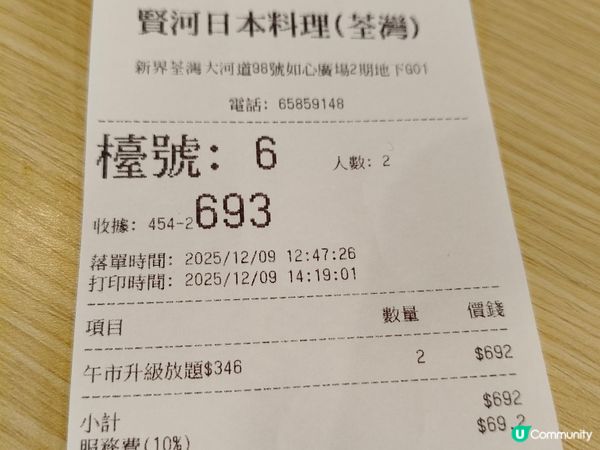 賢河日本料理(荃灣)
新界荃灣大河道98號如心廣場2期地下G01
電話: 65859148
檯號: 6 人數: 2
收據: 454-2693
落單時間: 2025/12/09 12:47:26
打印時間: 2025/12/09 14:19:01
項目 數量 價錢
午市升級放題$346 2 $692
小計 $692
服務費(10%) $69.2
U Community